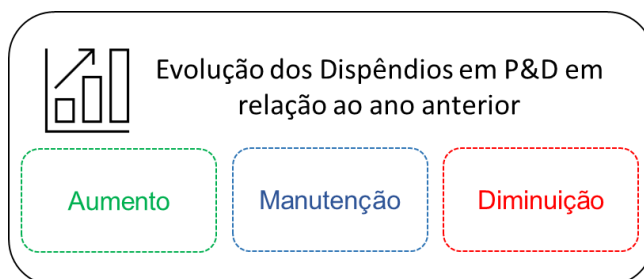 Evolução dos Dispêndios em P&D em
relação ao ano anterior
Aumento
Manutenção
Diminuição